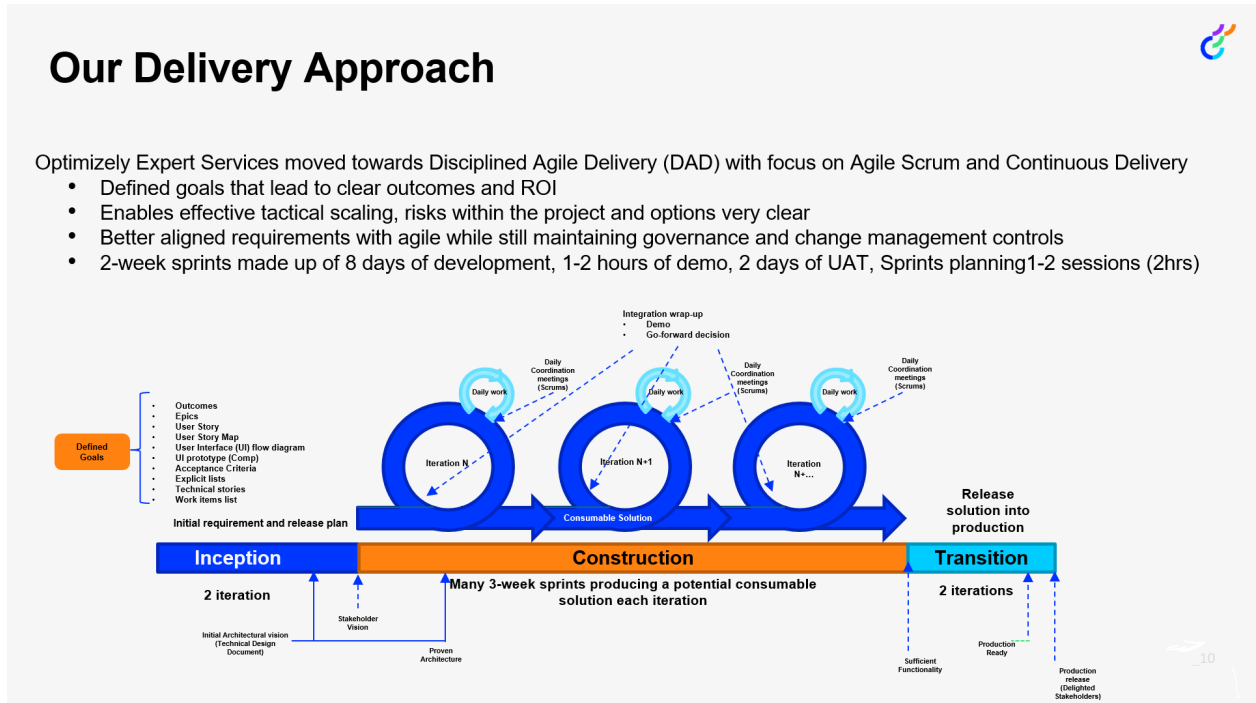 Our Delivery Approach
Optimizely Expert Services moved towards Disciplined Agile Delivery (DAD) with focus on Agile Scrum and Continuous Delivery
• Defined goals that lead to clear outcomes and ROI
• Enables effective tactical scaling, risks within the project and options very clear
• Better aligned requirements with agile while still maintaining governance and change management controls
• 2-week sprints made up of 8 days of development, 1-2 hours of demo, 2 days of UAT, Sprints planning1-2 sessions (2hrs)
Integration wrap-up
• Demo
• Go-forward decision
Daily
Coordination
meetings
(Scrums)
Daily
Coordination
meetings
(Scrums)
Daily
Coordination
meetings
(Scrums)
Daily work
Daily work
Daily work
Defined
Goals
• Outcomes
• Epics
• User Story
• User Story Map
• User Interface (UI) flow diagram
• UI prototype (Comp)
• Acceptance Criteria
• Explicit lists
• Technical stories
• Work items list
Iteration N
Iteration N+1
Iteration
N+...
Initial requirement and release plan
Consumable Solution
Release
solution into
production
Inception
Construction
Transition
2 iteration
Many 3-week sprints producing a potential consumable
solution each iteration
2 iterations
Initial Architectural vision
(Technical Design
Document)
Stakeholder
Vision
Proven
Architecture
Sufficient
Functionality
Production
Ready
Production
release
(Delighted
Stakeholders)
_10